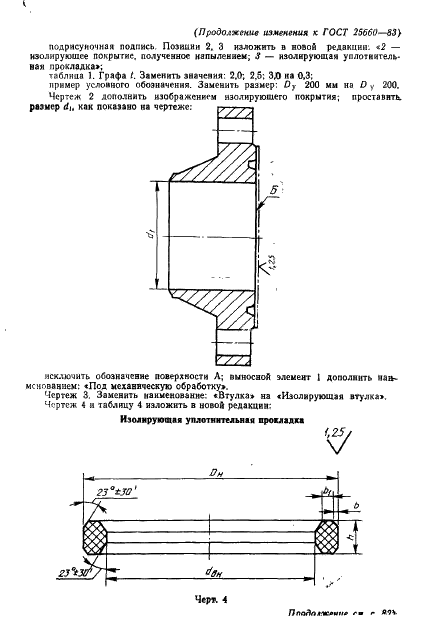 (Продолжение изменения к ГОСТ 25660—83)
подрисуночная подпись. Позиции 2, 3 изложить в новой редакции: «2 —
изолирующее покрытие, полученное напылением; 3 — изолирующая уплотнитель-
ная прокладка»;
таблица 1. Графа t. Заменить значения: 2,0; 2,5; 3,0 на 0,3;
пример условного обозначения. Заменить размер: Dу 200 мм на Dу 200.
Чертеж 2 дополнить изображением изолирующего покрытия; проставить
размер d₁, как показано на чертеже:
Б
d₁
1,25
исключить обозначение поверхности А; выносной элемент 1 дополнить наи-
менованием: «Под механическую обработку».
Чертеж 3. Заменить наименование: «Втулка» на «Изолирующая втулка».
Чертеж 4 и таблицу 4 изложить в новой редакции:
Изолирующая уплотнительная прокладка
1,25
Dн
23°±30'
b₁
b
h
23°±30'
dвн
Черт. 4
Продолжение см. с.